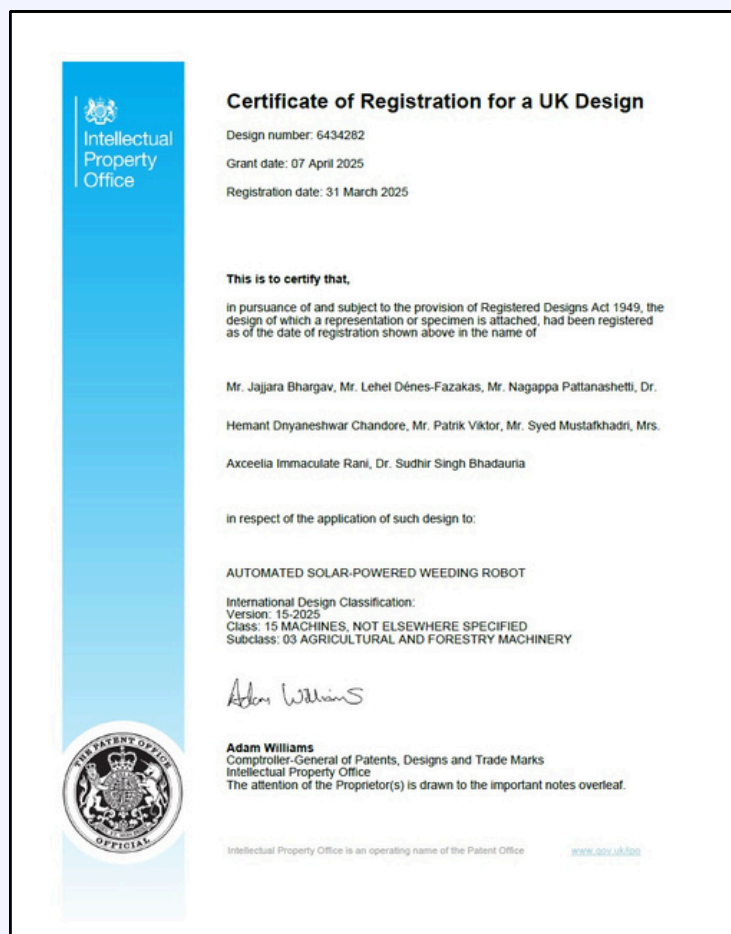 Intellectual
Property
Office
Certificate of Registration for a UK Design
Design number: 6434282
Grant date: 07 April 2025
Registration date: 31 March 2025
This is to certify that,
in pursuance of and subject to the provision of Registered Designs Act 1949, the
design of which a representation or specimen is attached, had been registered
as of the date of registration shown above in the name of
Mr. Jajjara Bhargav, Mr. Lehel Dénes-Fazakas, Mr. Nagappa Pattanashetti, Dr.
Hemant Dnyaneshwar Chandore, Mr. Patrik Viktor, Mr. Syed Mustafkhadri, Mrs.
Axceelia Immaculate Rani, Dr. Sudhir Singh Bhadauria
in respect of the application of such design to:
AUTOMATED SOLAR-POWERED WEEDING ROBOT
International Design Classification:
Version: 15-2025
Class: 15 MACHINES, NOT ELSEWHERE SPECIFIED
Subclass: 03 AGRICULTURAL AND FORESTRY MACHINERY
Adam Williams
Adam Williams
Comptroller-General of Patents, Designs and Trade Marks
Intellectual Property Office
The attention of the Proprietor(s) is drawn to the important notes overleaf.
THE PATENT OFFICE
OFFICIAL
Intellectual Property Office is an operating name of the Patent Office
www.gov.uk/ipo